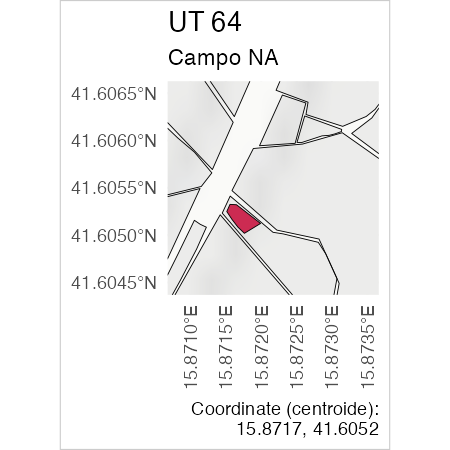 UT 64
Campo NA
41.6065°N
41.6060°N
41.6055°N
41.6050°N
41.6045°N
15.8710°E
15.8715°E
15.8720°E
15.8725°E
15.8730°E
15.8735°E
Coordinate (centroide):
15.8717, 41.6052